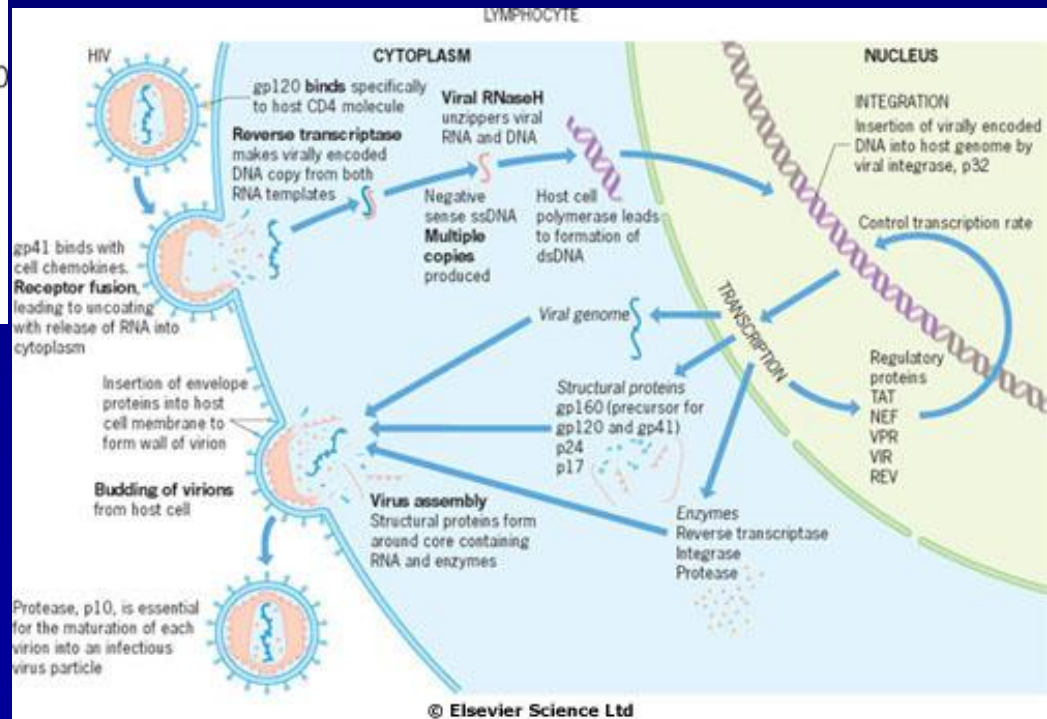 LYMPHOCYTE
HIV
CYTOPLASM
NUCLEUS
gp120 binds specifically
to host CD4 molecule
Viral RNaseH
unzippers viral
RNA and DNA
INTEGRATION
Insertion of virally encoded
DNA into host genome by
viral integrase, p32
Reverse transcriptase
makes virally encoded
DNA copy from both
RNA templates
Negative
sense ssDNA
Multiple
copies
produced
Host cell
polymerase leads
to formation of
dsDNA
Control transcription rate
gp41 binds with
cell chemokines.
Receptor fusion,
leading to uncoating
with release of RNA into
cytoplasm
Viral genome
TRANSCRIPTION
Regulatory
proteins
TAT
NEF
VPR
VIR
REV
Insertion of envelope
proteins into host
cell membrane to
form wall of virion
Structural proteins
gp160 (precursor for
gp120 and gp41)
p24
p17
Budding of virions
from host cell
Virus assembly
Structural proteins form
around core containing
RNA and enzymes
Enzymes
Reverse transcriptase
Integrase
Protease
Protease, p10, is essential
for the maturation of each
virion into an infectious
virus particle
© Elsevier Science Ltd